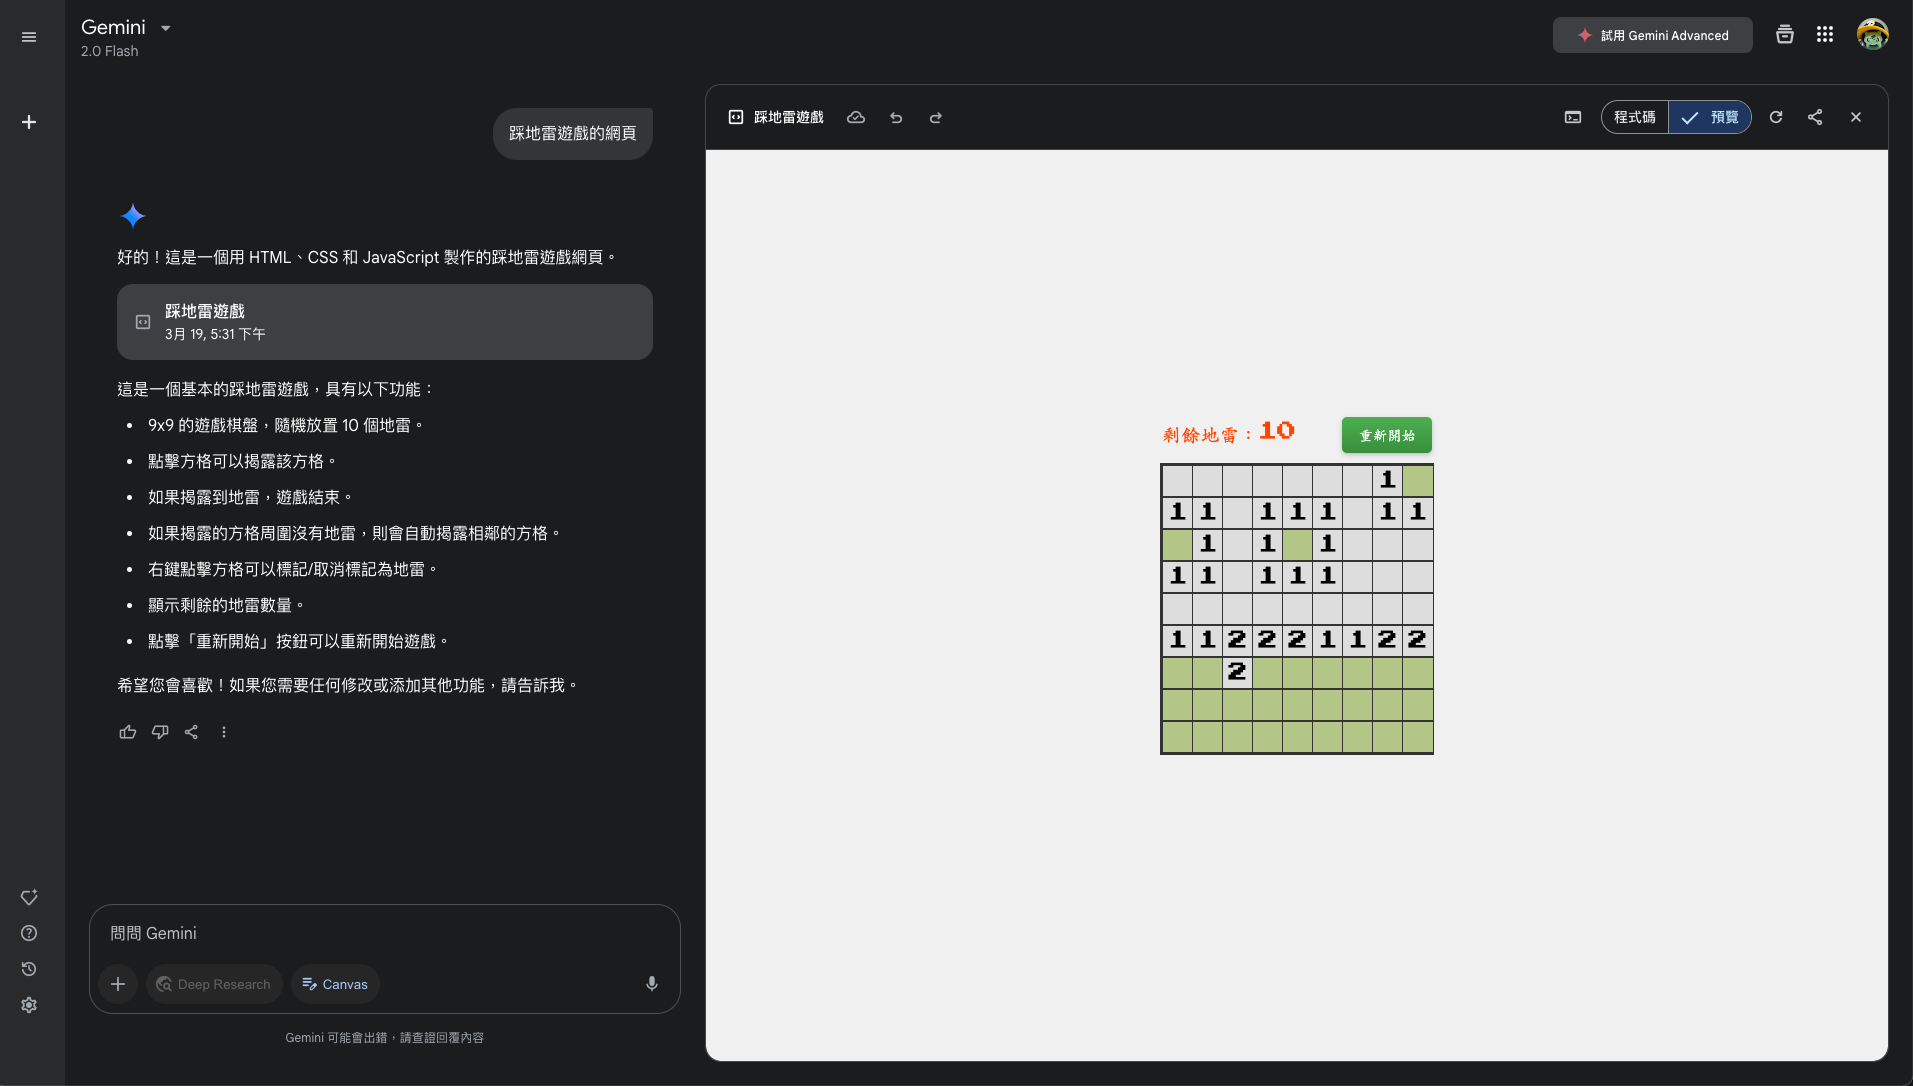 Gemini
2.0 Flash
試用 Gemini Advanced
踩地雷遊戲的網頁
好的！這是一個用 HTML、CSS 和 JavaScript 製作的踩地雷遊戲網頁。
踩地雷遊戲
3月 19, 5:31 下午
這是一個基本的踩地雷遊戲，具有以下功能：
9x9 的遊戲棋盤，隨機放置 10 個地雷。
點擊方格可以揭露該方格。
如果揭露到地雷，遊戲結束。
如果揭露的方格周圍沒有地雷，則會自動揭露相鄰的方格。
右鍵點擊方格可以標記/取消標記為地雷。
顯示剩餘的地雷數量。
點擊「重新開始」按鈕可以重新開始遊戲。
希望您會喜歡！如果您需要任何修改或添加其他功能，請告訴我。
問問 Gemini
Deep Research
Canvas
Gemini 可能會出錯，請查證回覆內容
踩地雷遊戲
程式碼
預覽
剩餘地雷：10
重新開始
1
1 1 1 1 1 1 1
1 1 1
1 1 1 1 1
1 1 2 2 2 1 1 2 2
2